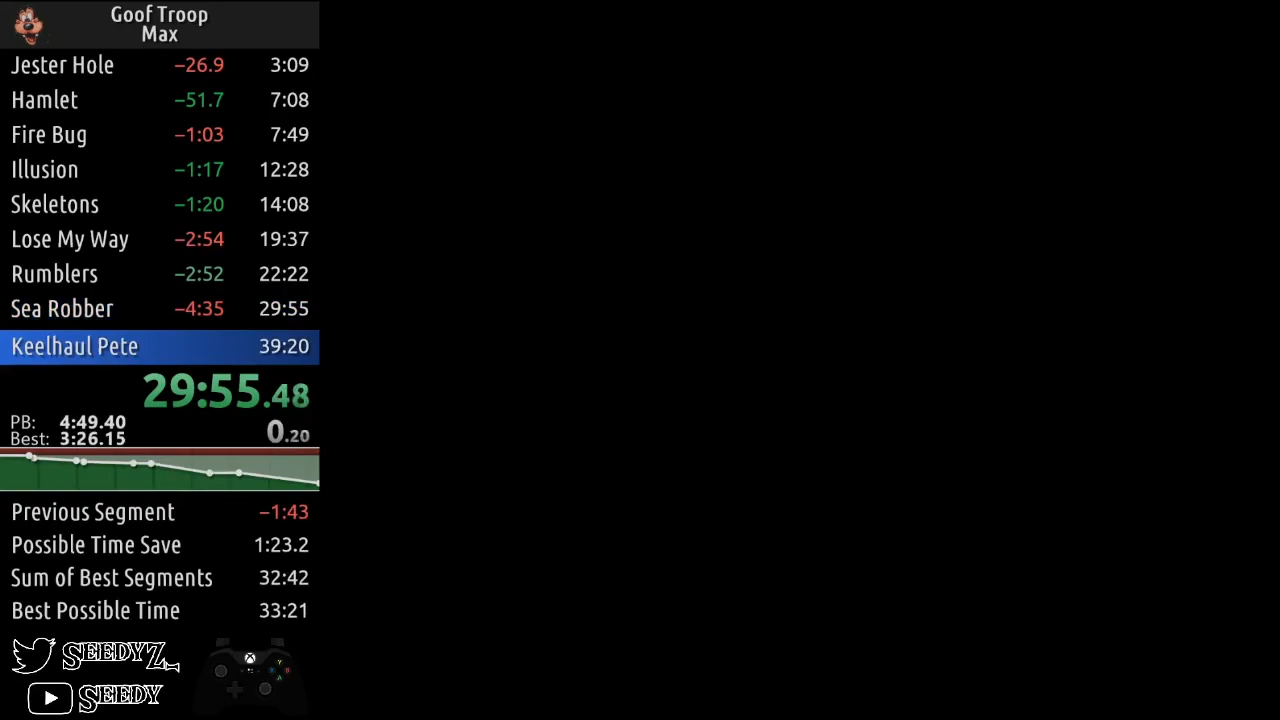 Goof Troop
Max
Jester Hole −26.9 3:09
Hamlet −51.7 7:08
Fire Bug −1:03 7:49
Illusion −1:17 12:28
Skeletons −1:20 14:08
Lose My Way −2:54 19:37
Rumblers −2:52 22:22
Sea Robber −4:35 29:55
Keelhaul Pete 39:20
29:55.48
PB: 4:49.40
Best: 3:26.15 0.20
Previous Segment −1:43
Possible Time Save 1:23.2
Sum of Best Segments 32:42
Best Possible Time 33:21
SEEDYZ_
SEEDY